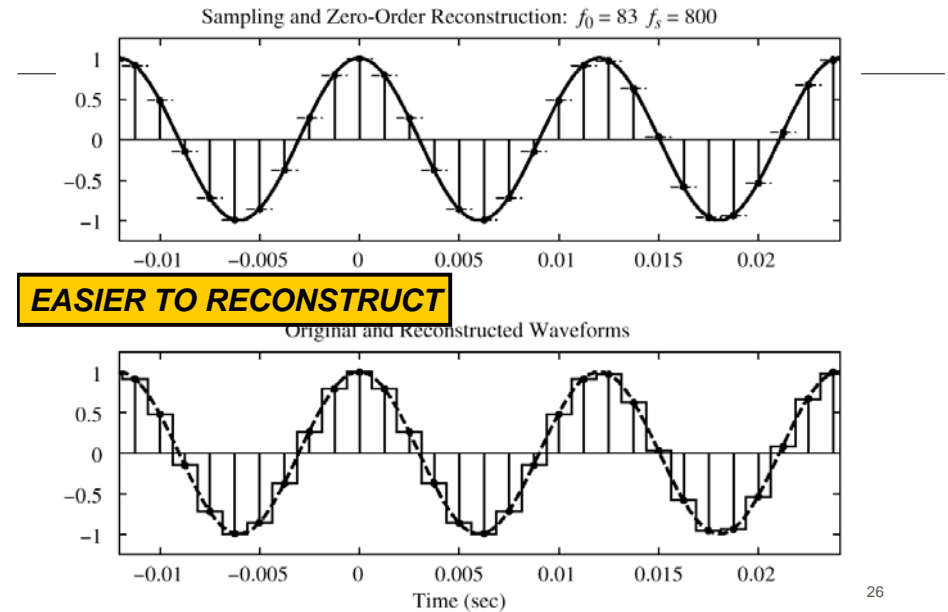 Sampling and Zero-Order Reconstruction: f₀ = 83 fₛ = 800
1
0.5
0
−0.5
−1
−0.01 −0.005 0 0.005 0.01 0.015 0.02
EASIER TO RECONSTRUCT
Original and Reconstructed Waveforms
1
0.5
0
−0.5
−1
−0.01 −0.005 0 0.005 0.01 0.015 0.02
Time (sec)
26